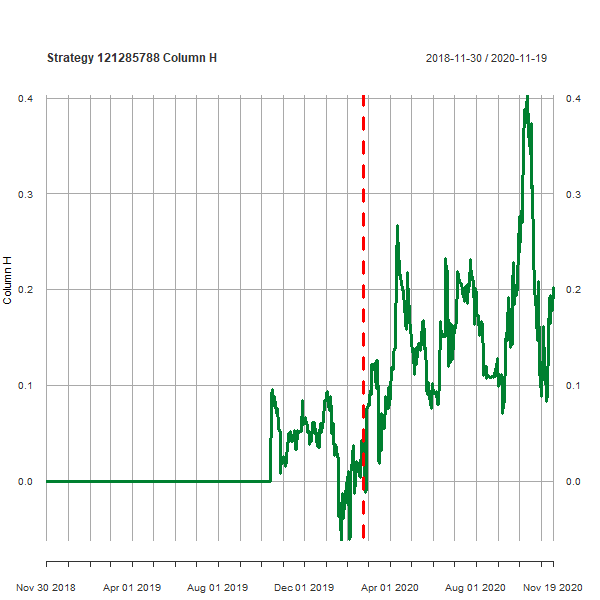 Strategy 121285788 Column H
2018-11-30 / 2020-11-19
0.4
0.4
0.3
0.3
0.2
0.2
0.1
0.1
0.0
0.0
Column H
Nov 30 2018
Apr 01 2019
Aug 01 2019
Dec 01 2019
Apr 01 2020
Aug 01 2020
Nov 19 2020